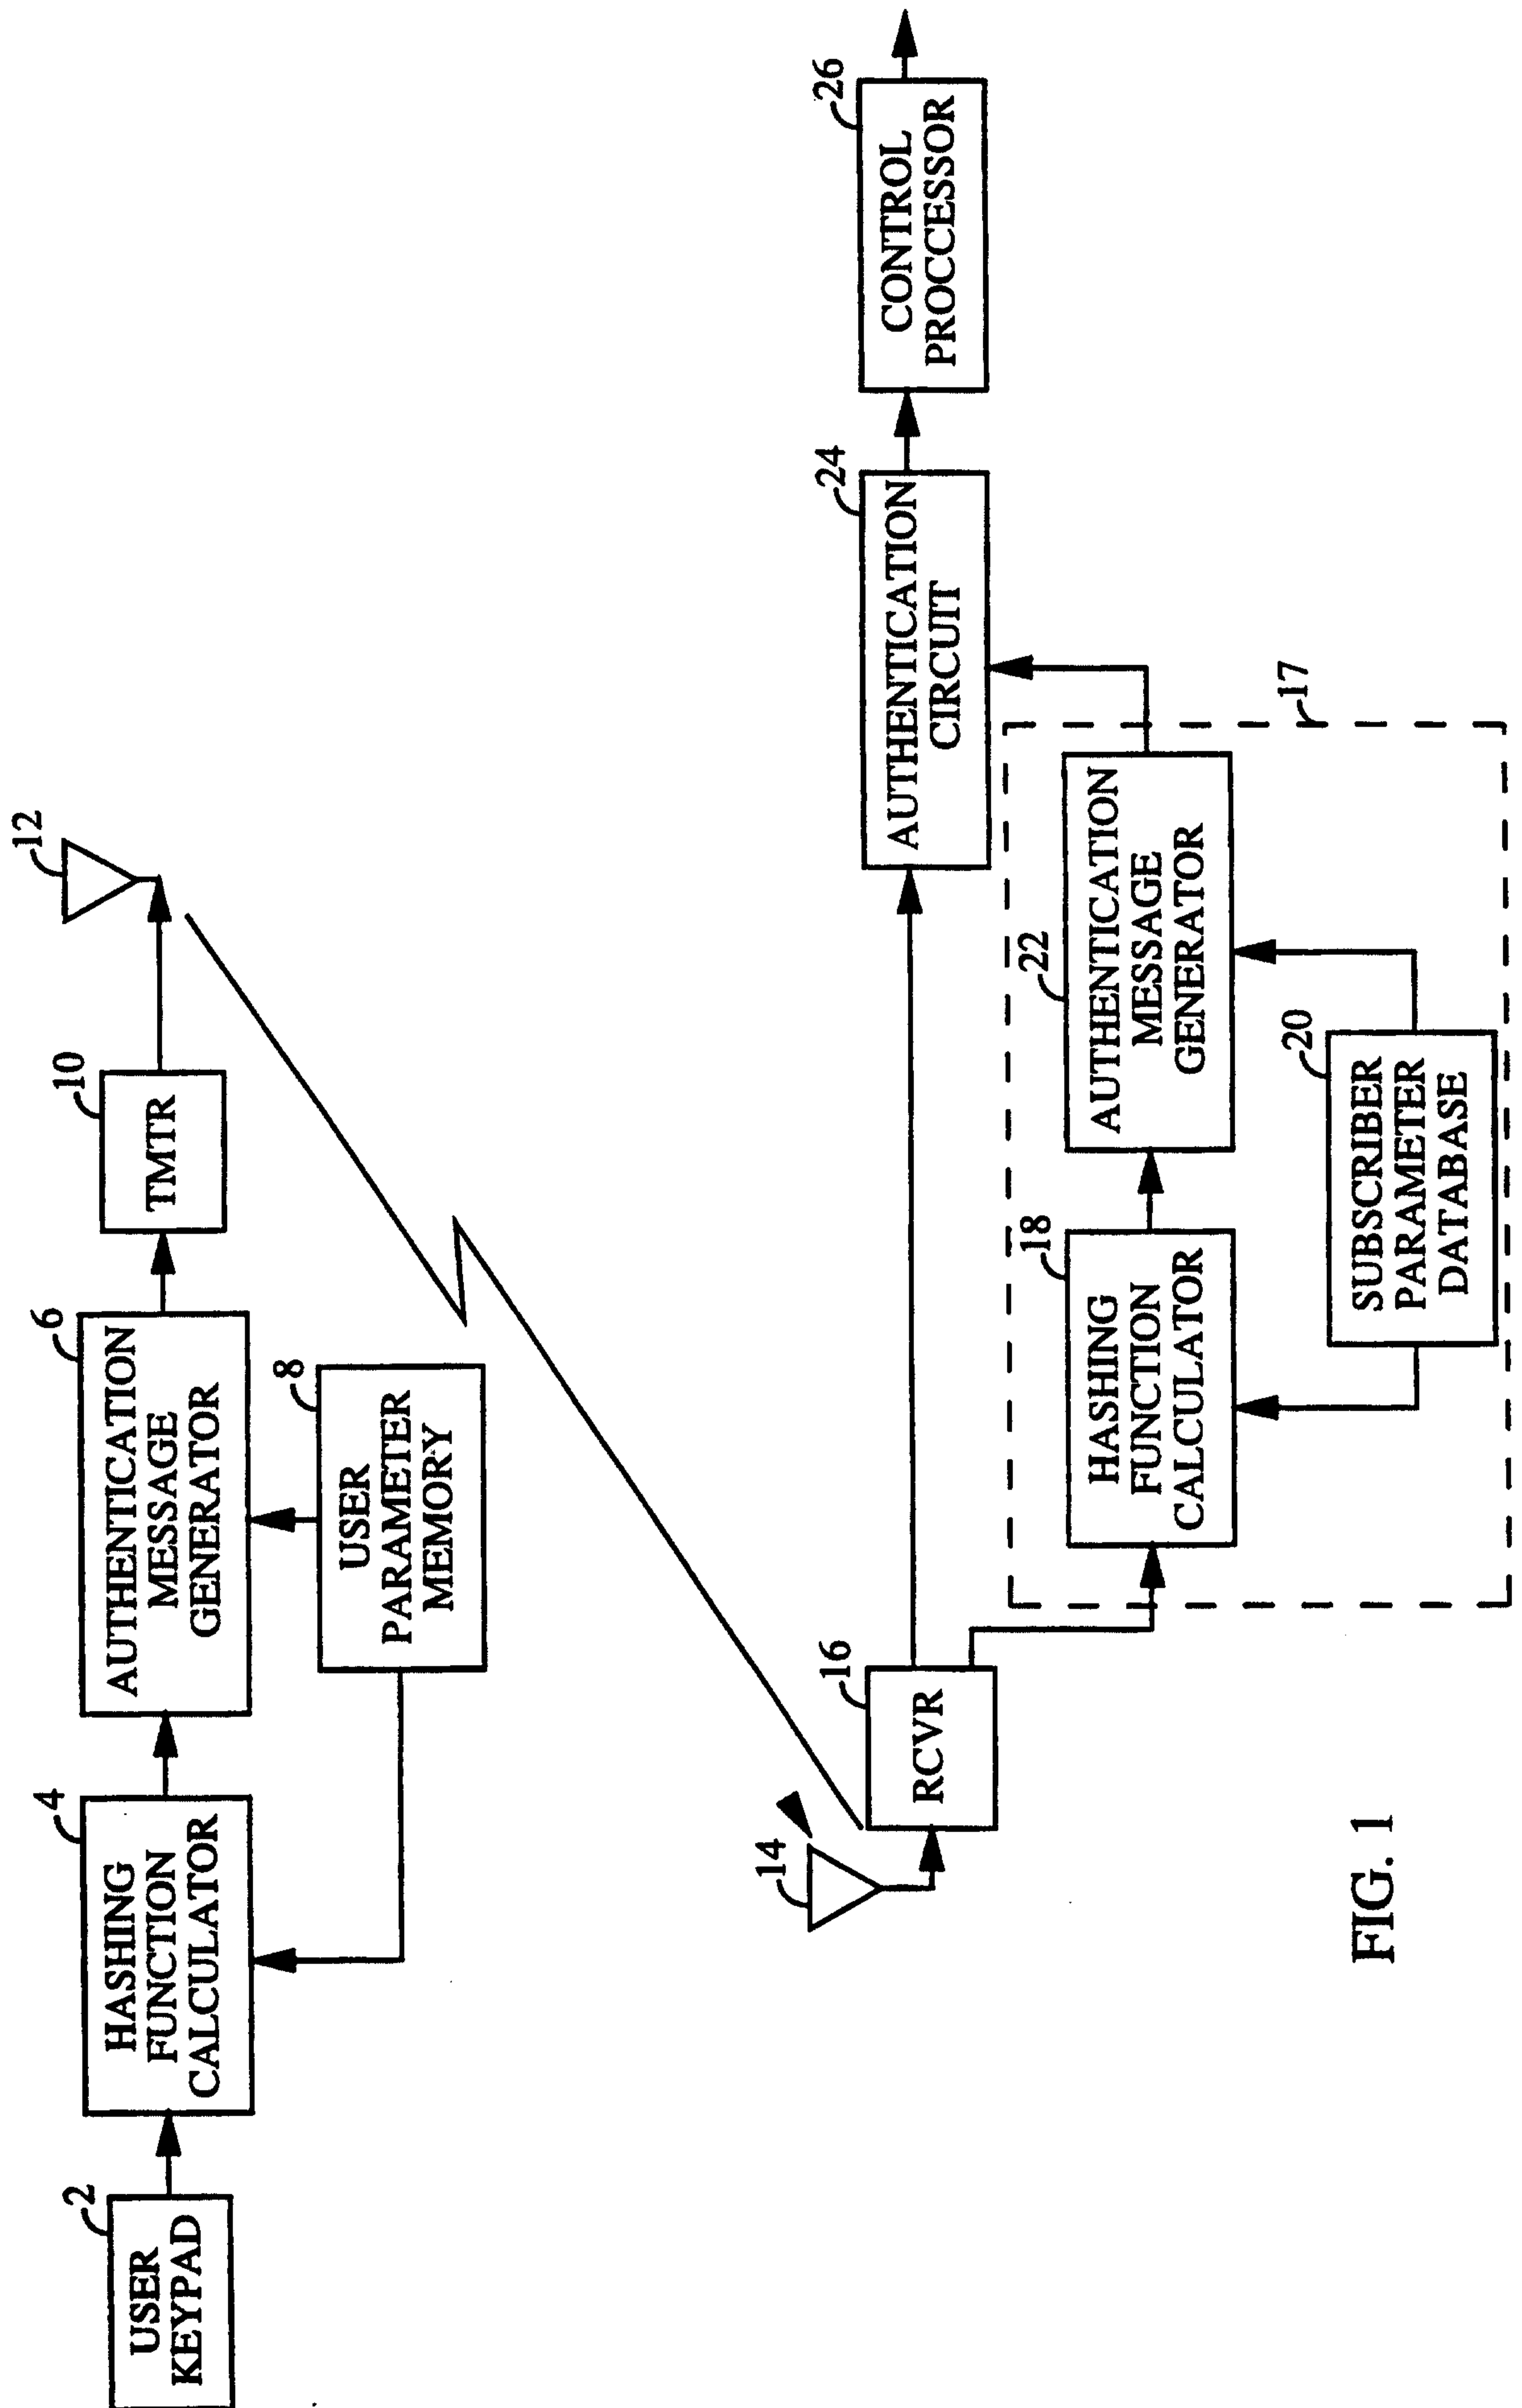 2
USER
KEYPAD
4
HASHING
FUNCTION
CALCULATOR
6
AUTHENTICATION
MESSAGE
GENERATOR
8
USER
PARAMETER
MEMORY
10
TMTR
12
14
16
RCVR
17
18
HASHING
FUNCTION
CALCULATOR
20
SUBSCRIBER
PARAMETER
DATABASE
22
AUTHENTICATION
MESSAGE
GENERATOR
24
AUTHENTICATION
CIRCUIT
26
CONTROL
PROCCESSOR
FIG. 1